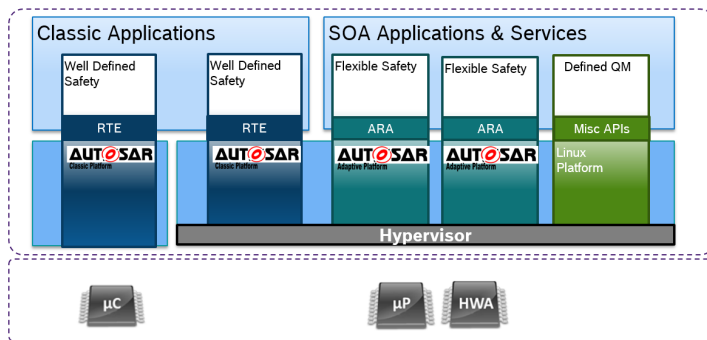 Classic Applications
SOA Applications & Services
Well Defined
Safety
Well Defined
Safety
Flexible Safety
Flexible Safety
Defined QM
RTE
RTE
ARA
ARA
Misc APIs
AUTOSAR
Classic Platform
AUTOSAR
Classic Platform
AUTOSAR
Adaptive Platform
AUTOSAR
Adaptive Platform
Linux
Platform
Hypervisor
µC
µP
HWA